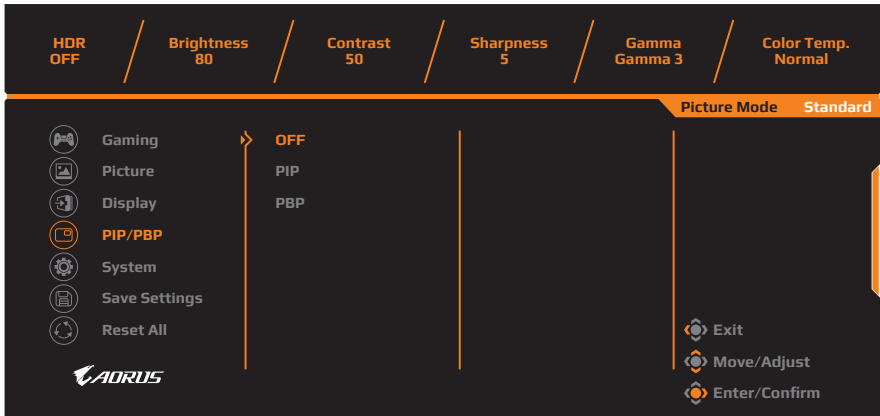 HDR
OFF
Brightness
80
Contrast
50
Sharpness
5
Gamma
Gamma 3
Color Temp.
Normal
Picture Mode Standard
Gaming
Picture
Display
PIP/PBP
System
Save Settings
Reset All
OFF
PIP
PBP
Exit
Move/Adjust
Enter/Confirm
AORUS